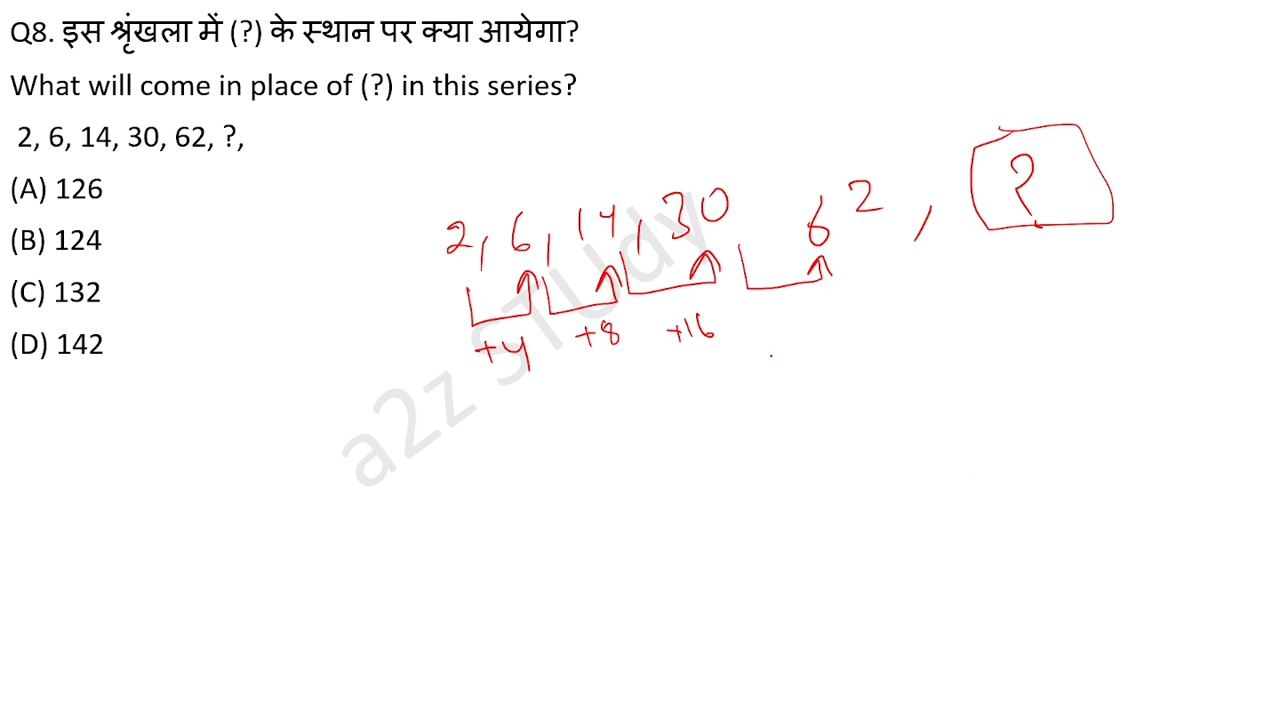 Q8. इस श्रृंखला में (?) के स्थान पर क्या आयेगा?
What will come in place of (?) in this series?
2, 6, 14, 30, 62, ?,
(A) 126
(B) 124
(C) 132
(D) 142
2, 6, 14, 30 62, ?
+4 +8 +16
a2z STUdy